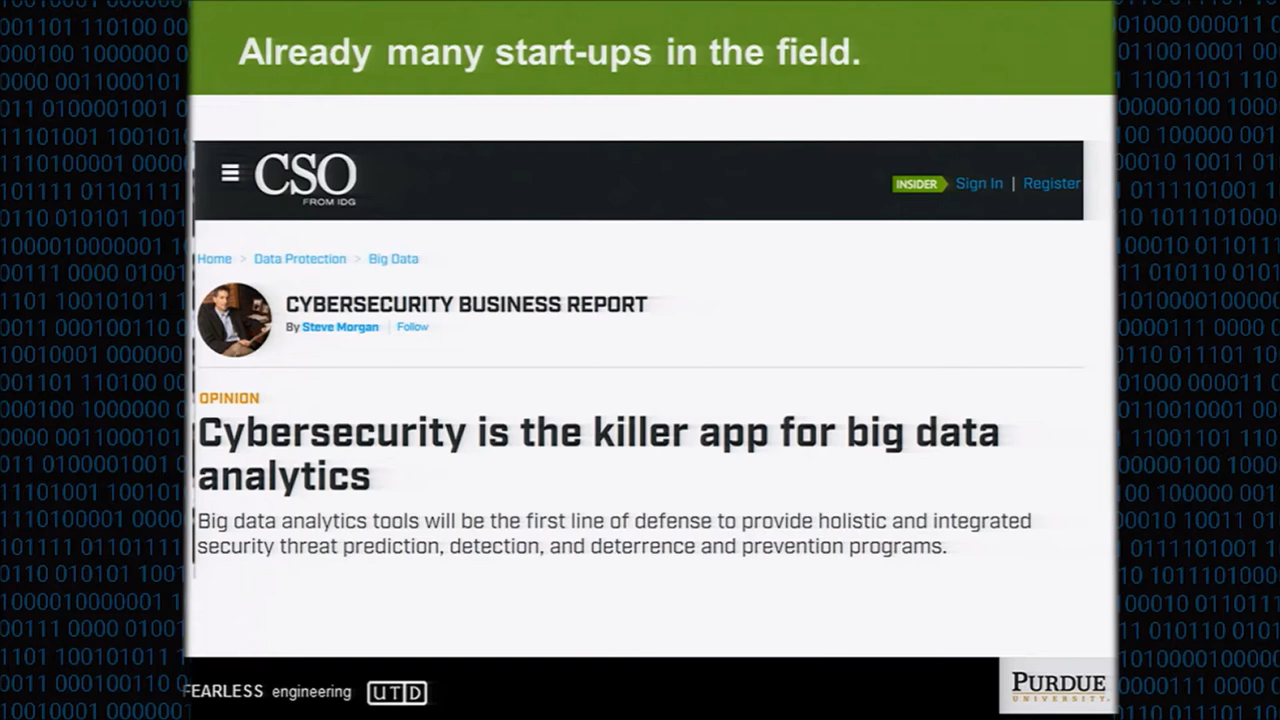 Already many start-ups in the field.
CSO
FROM IDG
INSIDER Sign In | Register
Home > Data Protection > Big Data
CYBERSECURITY BUSINESS REPORT
By Steve Morgan | Follow
OPINION
Cybersecurity is the killer app for big data
analytics
Big data analytics tools will be the first line of defense to provide holistic and integrated
security threat prediction, detection, and deterrence and prevention programs.
FEARLESS engineering UTD
PURDUE
UNIVERSITY